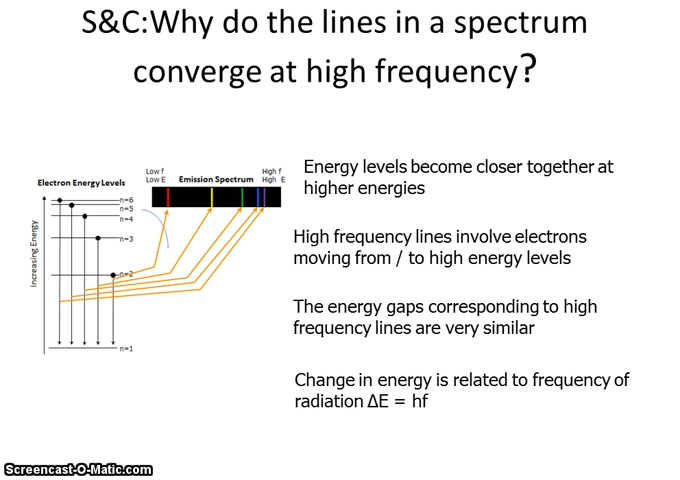 S&C:Why do the lines in a spectrum
converge at high frequency?
Low f
Low E
Emission Spectrum
High f
High E
Electron Energy Levels
n=6
n=5
n=4
n=3
n=2
n=1
Increasing Energy
Energy levels become closer together at
higher energies
High frequency lines involve electrons
moving from / to high energy levels
The energy gaps corresponding to high
frequency lines are very similar
Change in energy is related to frequency of
radiation ΔE = hf
Screencast-O-Matic.com